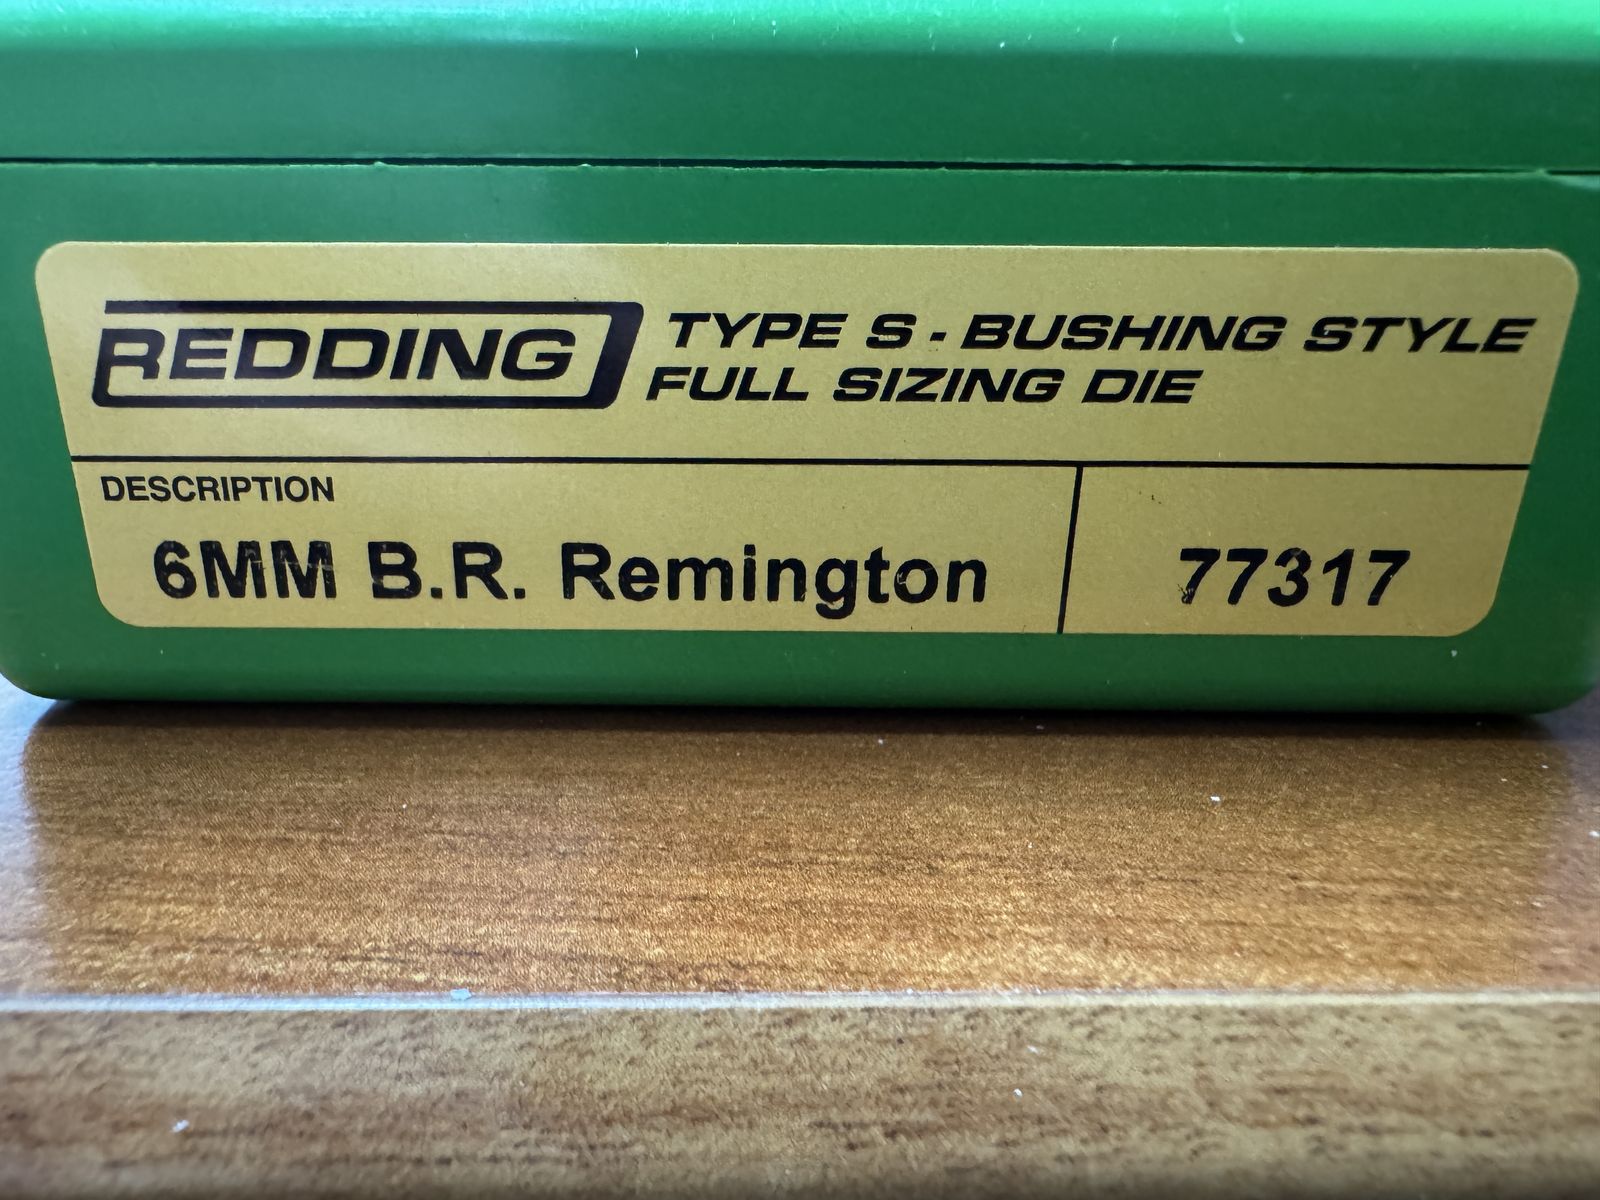 REDDING
TYPE S - BUSHING STYLE
FULL SIZING DIE
DESCRIPTION
6MM B.R. Remington
77317